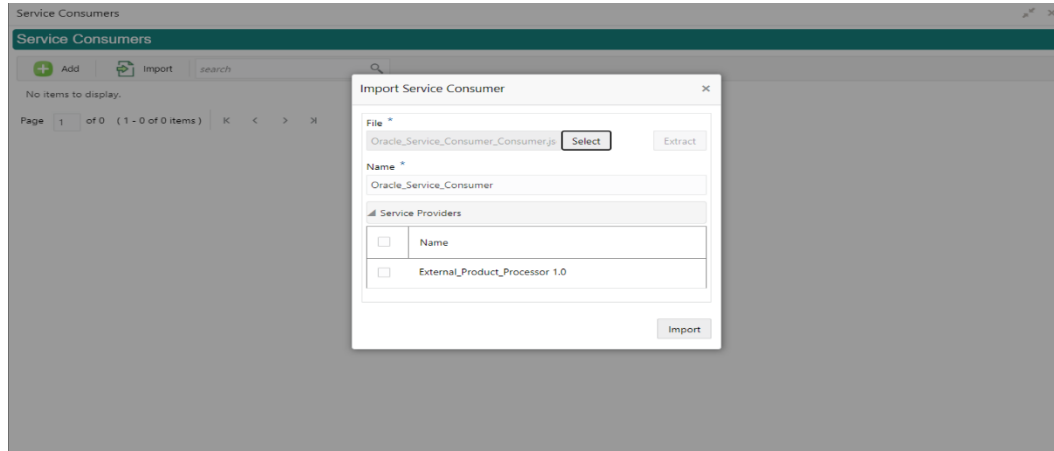 Service Consumers
Service Consumers
Add Import search
No items to display.
Page 1 of 0 (1 - 0 of 0 items)
Import Service Consumer
File *
Oracle_Service_Consumer_Consumer.js Select Extract
Name *
Oracle_Service_Consumer
Service Providers
Name
External_Product_Processor 1.0
Import